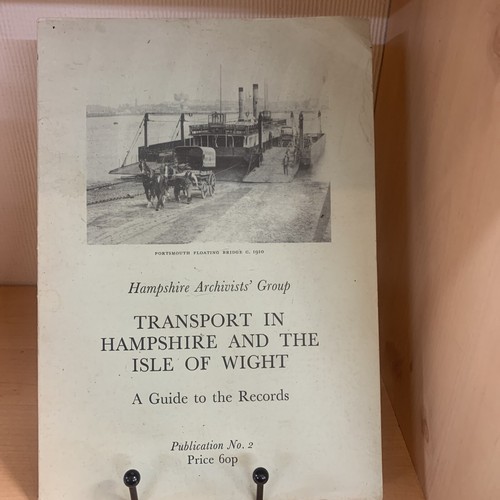 PORTSMOUTH FLOATING BRIDGE C. 1910
Hampshire Archivists' Group
TRANSPORT IN
HAMPSHIRE AND THE
ISLE OF WIGHT
A Guide to the Records
Publication No. 2
Price 60p